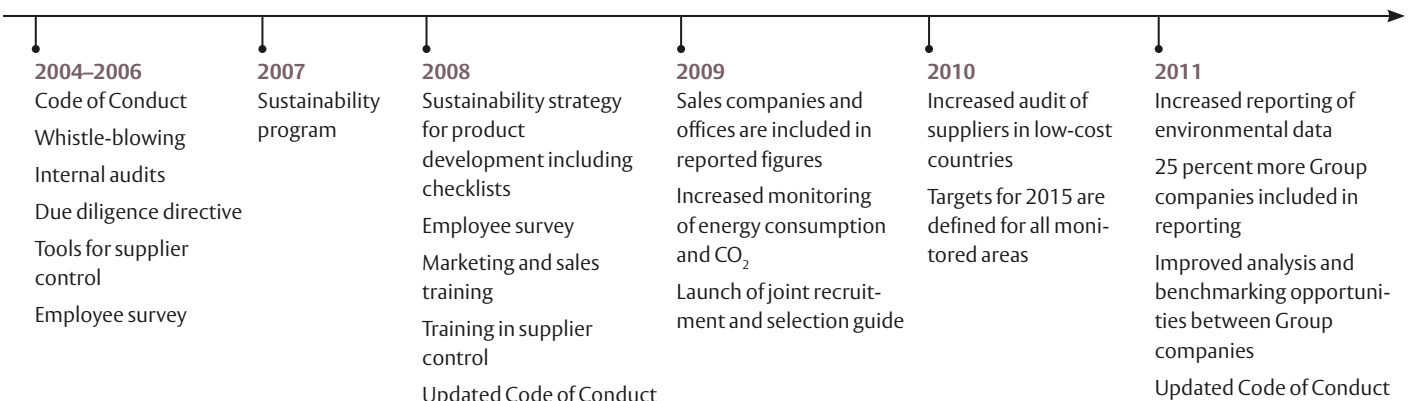 2004–2006
Code of Conduct
Whistle-blowing
Internal audits
Due diligence directive
Tools for supplier
control
Employee survey
2007
Sustainability
program
2008
Sustainability strategy
for product
development including
checklists
Employee survey
Marketing and sales
training
Training in supplier
control
Updated Code of Conduct
2009
Sales companies and
offices are included in
reported figures
Increased monitoring
of energy consumption
and CO₂
Launch of joint recruit-
ment and selection guide
2010
Increased audit of
suppliers in low-cost
countries
Targets for 2015 are
defined for all moni-
tored areas
2011
Increased reporting of
environmental data
25 percent more Group
companies included in
reporting
Improved analysis and
benchmarking opportuni-
ties between Group
companies
Updated Code of Conduct